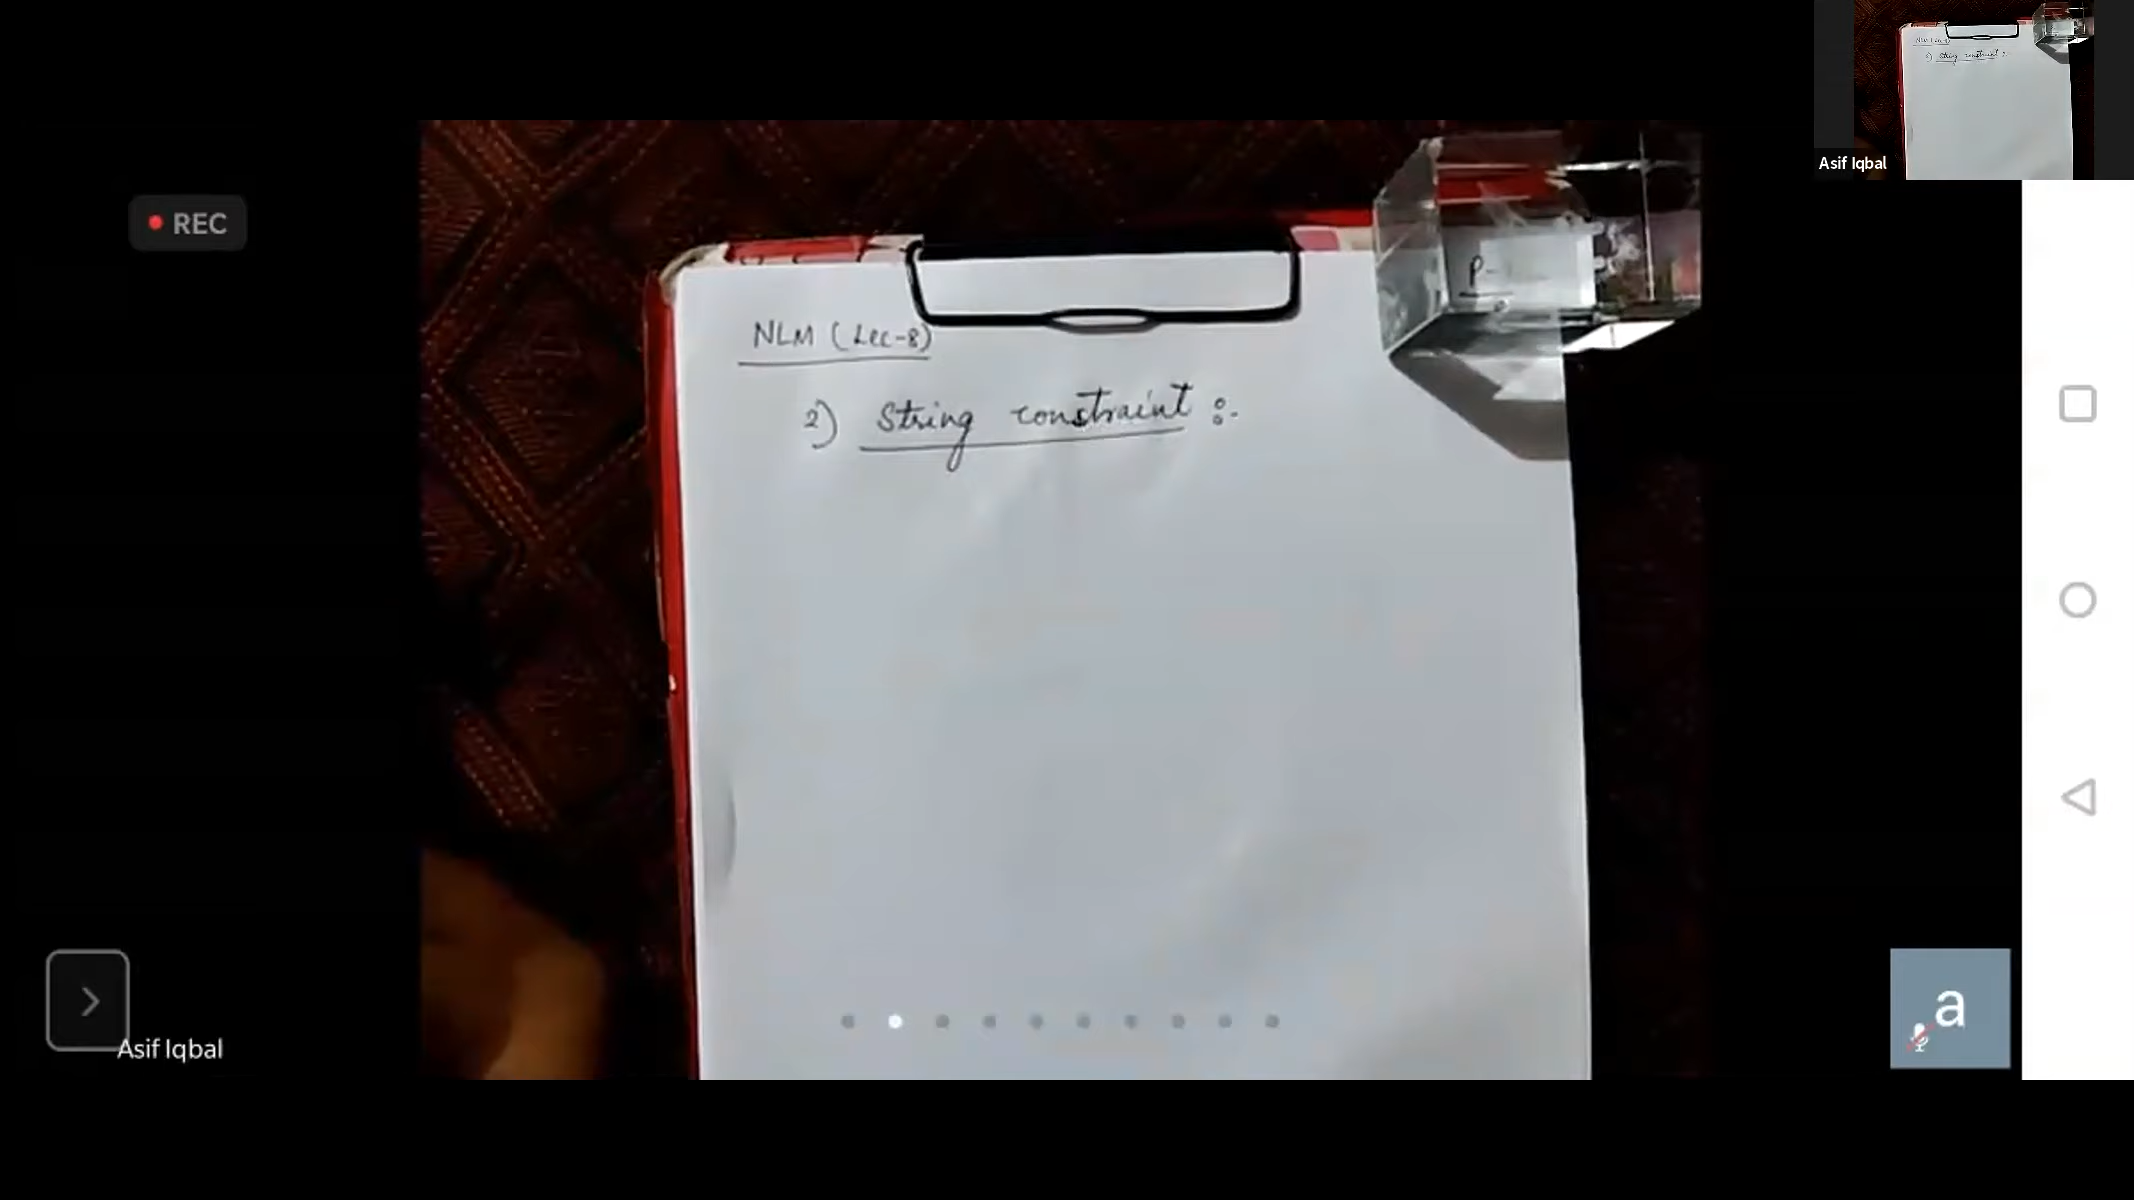 Asif Iqbal
REC
P-
NLM (Lec-8)
2) String constraint :-
a
Asif Iqbal